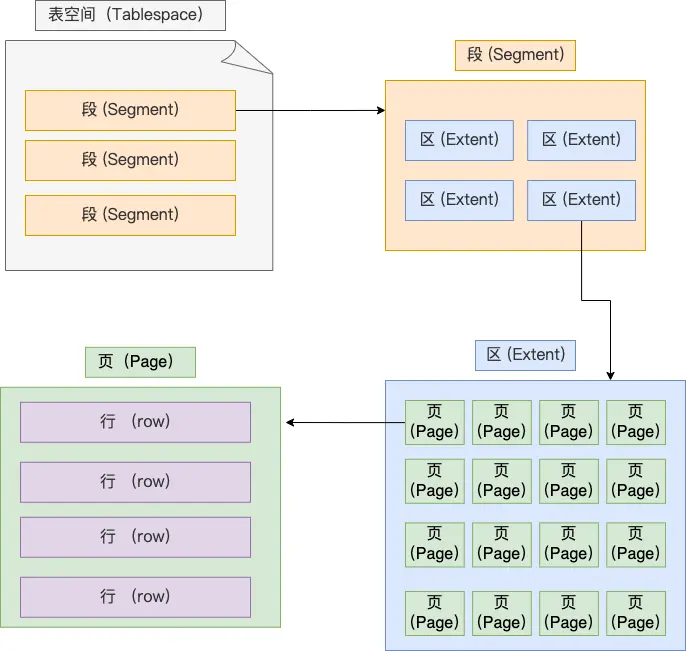 表空间（Tablespace）
段 (Segment)
段 (Segment)
段 (Segment)
段 (Segment)
区 (Extent)
区 (Extent)
区 (Extent)
区 (Extent)
区 (Extent)
页
(Page)
页
(Page)
页
(Page)
页
(Page)
页
(Page)
页
(Page)
页
(Page)
页
(Page)
页
(Page)
页
(Page)
页
(Page)
页
(Page)
页
(Page)
页
(Page)
页
(Page)
页
(Page)
页（Page）
行 （row）
行 （row）
行 （row）
行 （row）